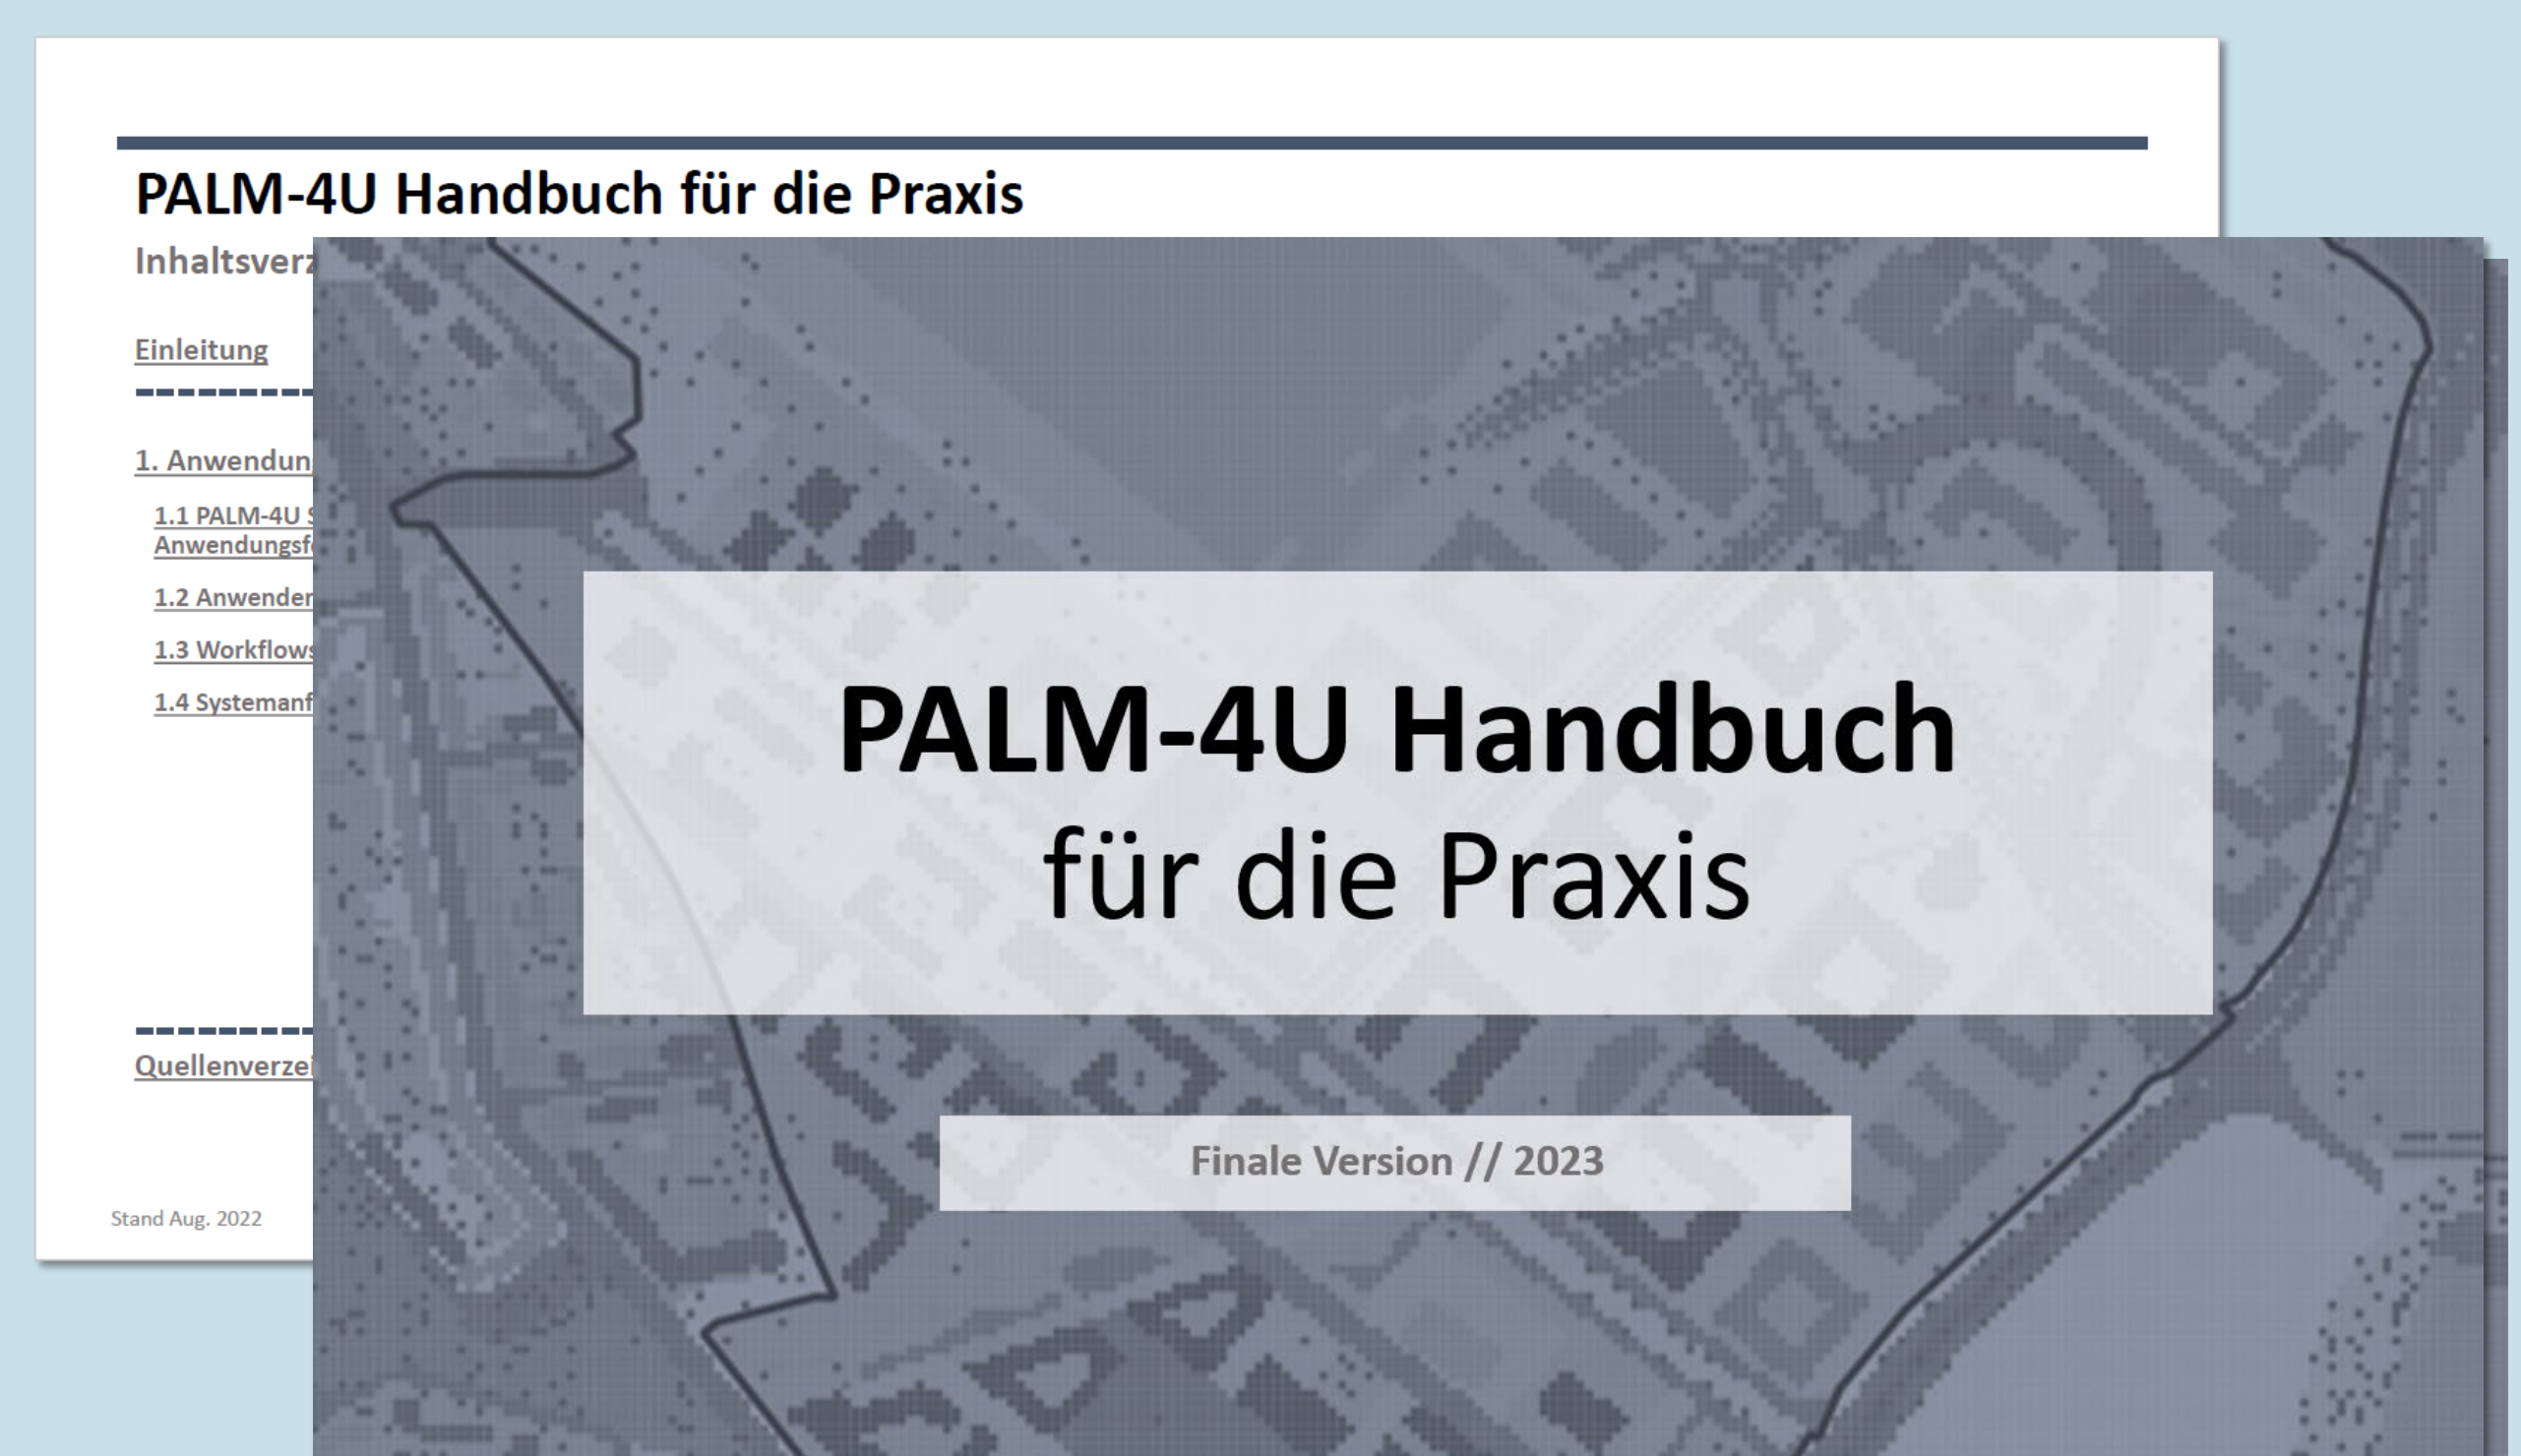 PALM-4U Handbuch für die Praxis
Inhaltsverz
Einleitung
1. Anwendun
1.1 PALM-4U S
Anwendungsf
1.2 Anwender
1.3 Workflows
1.4 Systemanf
Quellenverzei
Stand Aug. 2022
PALM-4U Handbuch
für die Praxis
Finale Version // 2023